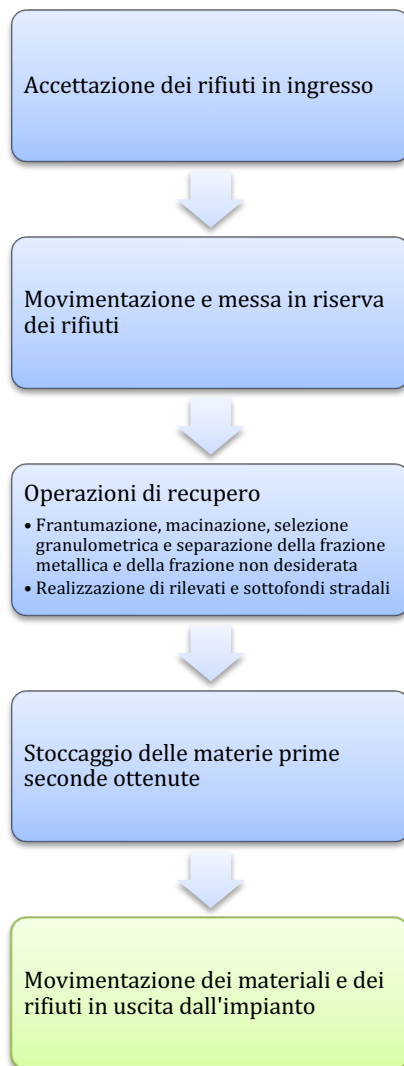 Accettazione dei rifiuti in ingresso
Movimentazione e messa in riserva
dei rifiuti
Operazioni di recupero
• Frantumazione, macinazione, selezione
granulometrica e separazione della frazione
metallica e della frazione non desiderata
• Realizzazione di rilevati e sottofondi stradali
Stoccaggio delle materie prime
seconde ottenute
Movimentazione dei materiali e dei
rifiuti in uscita dall'impianto